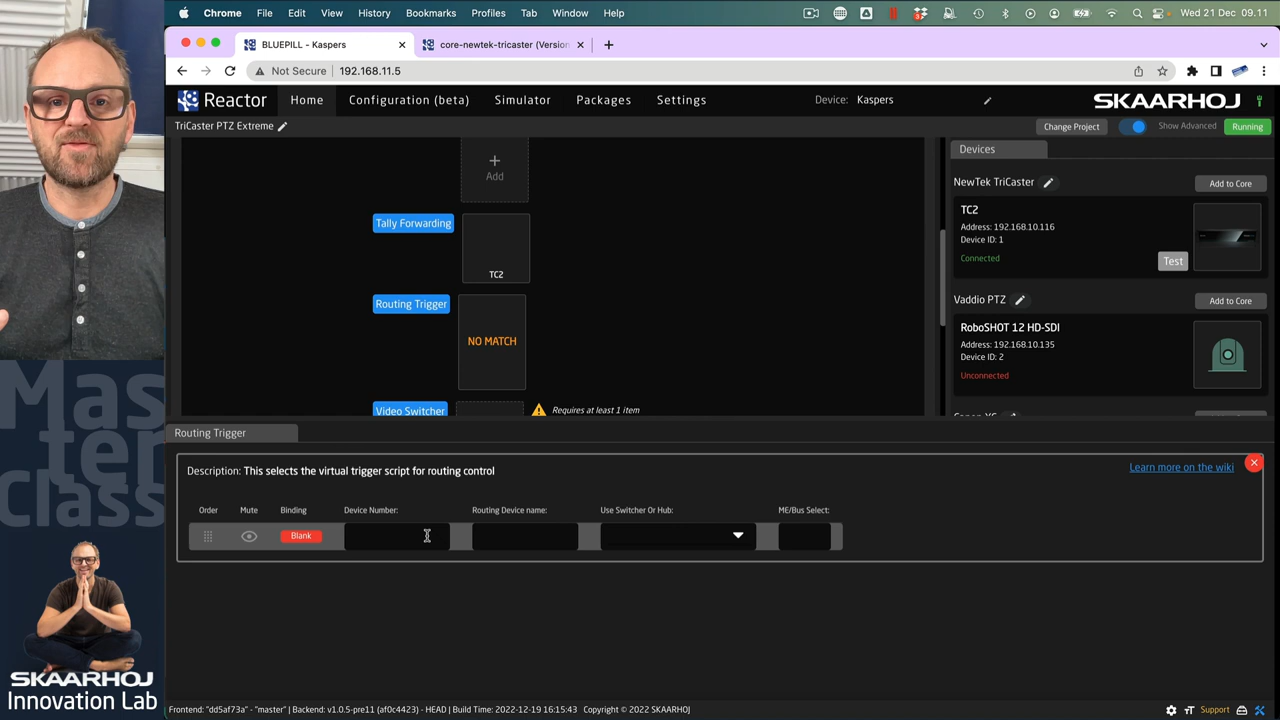 Chrome File Edit View History Bookmarks Profiles Tab Window Help
Wed 21 Dec 09.11
BLUEPILL - Kaspers
core-newtek-tricaster (Version
Not Secure 192.168.11.5
Reactor Home Configuration (beta) Simulator Packages Settings
Device: Kaspers
SKAARHOJ
TriCaster PTZ Extreme
Change Project Show Advanced Running
Add
Tally Forwarding
TC2
Routing Trigger
NO MATCH
Video Switcher Requires at least 1 item
Devices
NewTek TriCaster Add to Core
TC2
Address: 192.168.10.116
Device ID: 1
Connected
Test
Vaddio PTZ Add to Core
RoboSHOT 12 HD-SDI
Address: 192.168.10.135
Device ID: 2
Unconnected
Routing Trigger
Description: This selects the virtual trigger script for routing control
Learn more on the wiki
Order Mute Binding Device Number: Routing Device name: Use Switcher Or Hub: ME/Bus Select:
Blank
Mas
ter
Class
SKAARHOJ
Innovation Lab
Frontend: "dd5af73a" - "master" | Backend: v1.0.5-pre11 (af0c4423) - HEAD | Build Time: 2022-12-19 16:15:43 Copyright © 2022 SKAARHOJ
Support